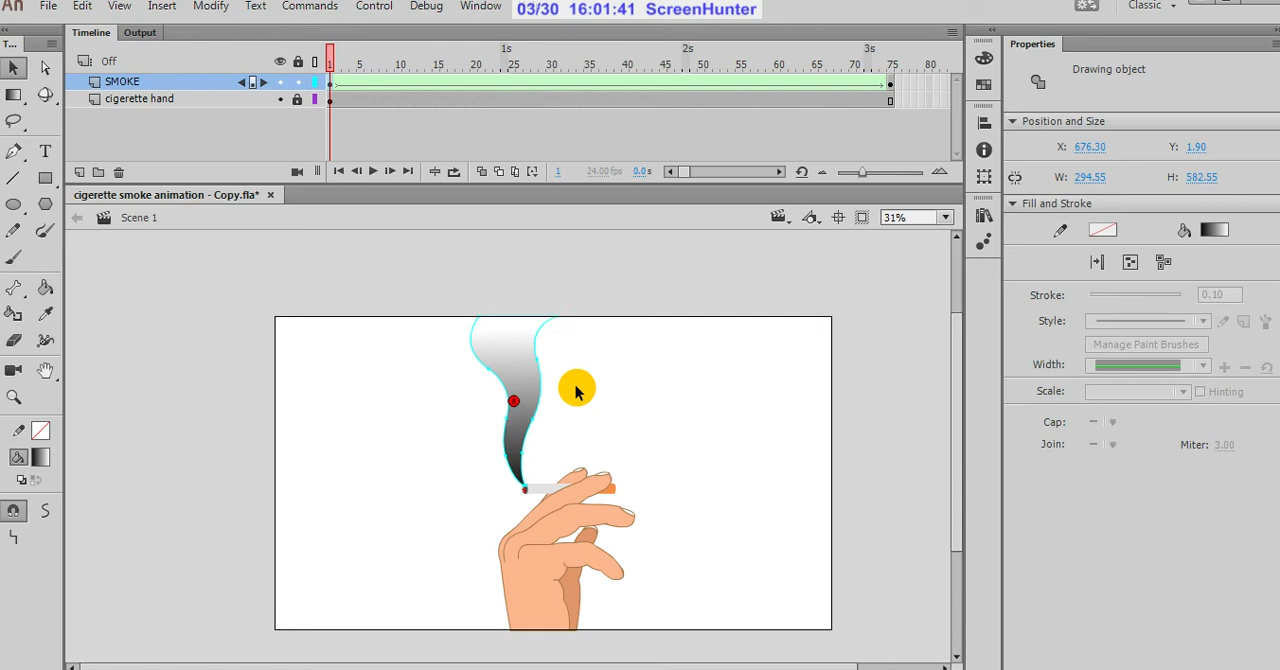 An File Edit View Insert Modify Text Commands Control Debug Window Classic
03/30 16:01:41 ScreenHunter
T... Timeline Output Properties
1s 2s 3s
Off 1 5 10 15 20 25 30 35 40 45 50 55 60 65 70 75 80
Drawing object
SMOKE
cigerette hand
Position and Size
X: 676.30 Y: 1.90
1 24.00 fps 0.0s
W: 294.55 H: 582.55
cigerette smoke animation - Copy.fla* ×
Fill and Stroke
Scene 1 31%
Stroke: 0.10
Style:
Manage Paint Brushes
Width:
Scale: Hinting
Cap:
Join: Miter: 3.00